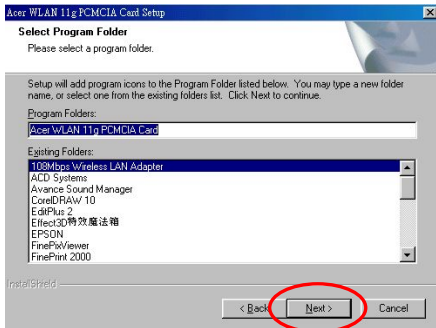 Acer WLAN 11g PCMCIA Card Setup
Select Program Folder
Please select a program folder.
Setup will add program icons to the Program Folder listed below. You may type a new folder
name, or select one from the existing folders list. Click Next to continue.
Program Folders:
Acer WLAN 11g PCMCIA Card
Existing Folders:
108Mbps Wireless LAN Adapter
ACD Systems
Avance Sound Manager
CorelDRAW 10
EditPlus 2
Effect3D特效魔法箱
EPSON
FinePixViewer
FinePrint 2000
InstallShield
< Back
Next >
Cancel